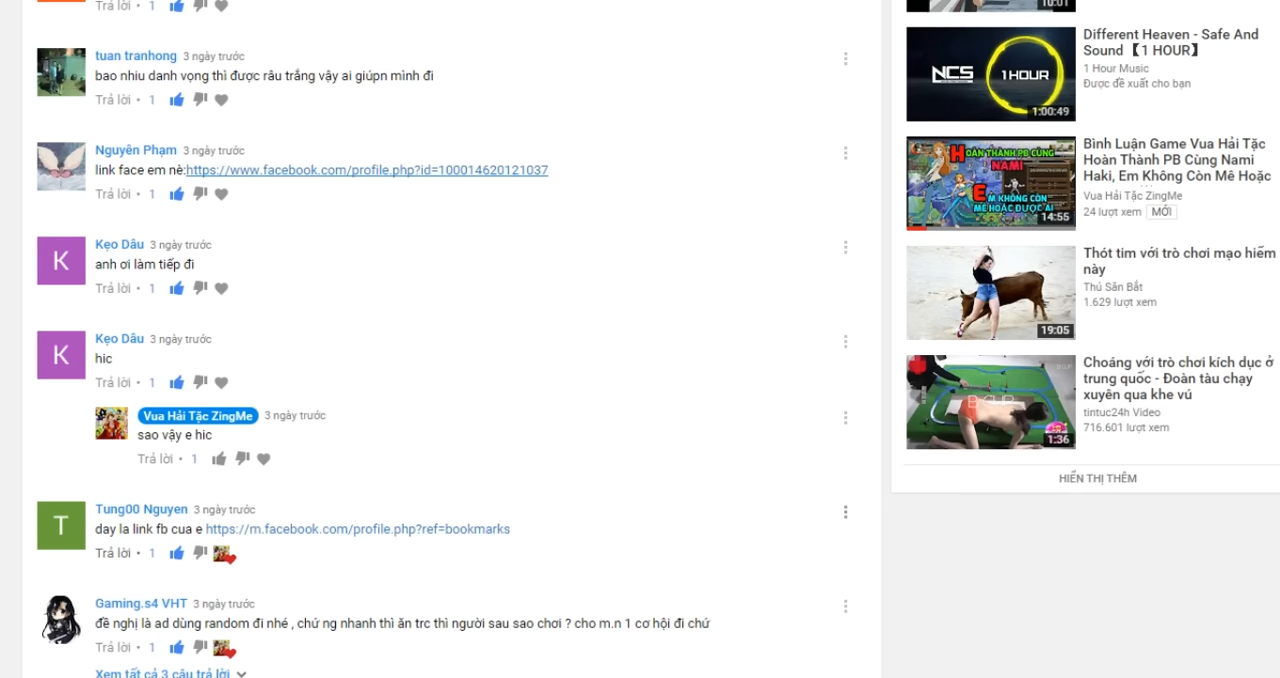 Trả lời • 1
tuan tranhong 3 ngày trước
bao nhiu danh vọng thì được râu trắng vậy ai giúpn mình đi
Trả lời • 1
Nguyên Phạm 3 ngày trước
link face em nè:https://www.facebook.com/profile.php?id=100014620121037
Trả lời • 1
K
Kẹo Dâu 3 ngày trước
anh ơi làm tiếp đi
Trả lời • 1
K
Kẹo Dâu 3 ngày trước
hic
Trả lời • 1
Vua Hải Tặc ZingMe 3 ngày trước
sao vậy e hic
Trả lời • 1
T
Tung00 Nguyen 3 ngày trước
day la link fb cua e https://m.facebook.com/profile.php?ref=bookmarks
Trả lời • 1
Gaming.s4 VHT 3 ngày trước
đề nghị là ad dùng random đi nhé , chứ ng nhanh thì ăn trc thì người sau sao chơi ? cho m.n 1 cơ hội đi chứ
Trả lời • 1
Xem tất cả 3 câu trả lời
10:01
NCS
1 HOUR
1:00:49
Different Heaven - Safe And
Sound【1 HOUR】
1 Hour Music
Được đề xuất cho bạn
HOÀN THÀNH PB CÙNG
NAMI
EM KHÔNG CÒN
MÊ HOẶC ĐƯỢC AI
14:55
Bình Luận Game Vua Hải Tặc
Hoàn Thành PB Cùng Nami
Haki, Em Không Còn Mê Hoặc
Vua Hải Tặc ZingMe
24 lượt xem MỚI
19:05
Thót tim với trò chơi mạo hiểm
này
Thú Săn Bắt
1.629 lượt xem
B CUP
1:36
Choáng với trò chơi kích dục ở
trung quốc - Đoàn tàu chạy
xuyên qua khe vú
tintuc24h Video
716.601 lượt xem
HIỂN THỊ THÊM